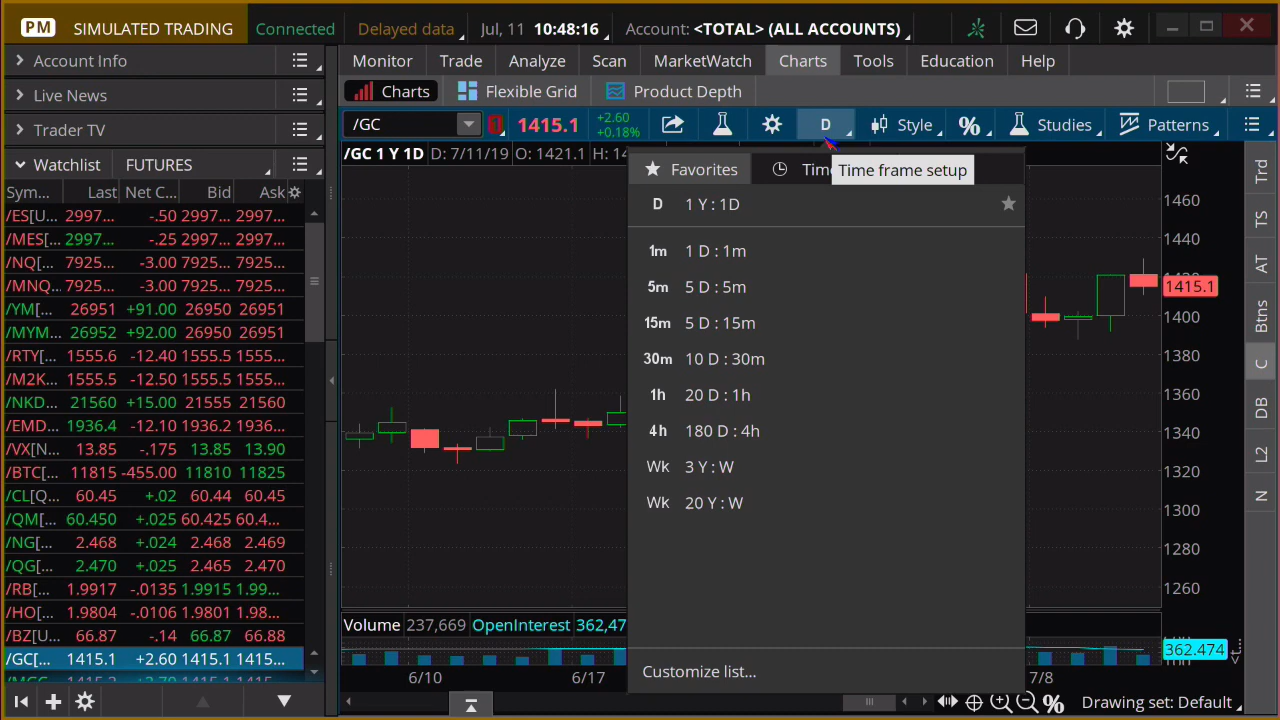 PM SIMULATED TRADING Connected Delayed data Jul, 11 10:48:16 Account: <TOTAL> (ALL ACCOUNTS)
Account Info
Live News
Trader TV
Watchlist FUTURES
Sym... Last Net C... Bid Ask
/ES[U... 2997... -.50 2997... 2997...
/MES[... 2997... -.25 2997... 2997...
/NQ[... 7925... -3.00 7925... 7925...
/MNQ... 7925... -3.00 7925... 7925...
/YM[... 26951 +91.00 26950 26951
/MYM... 26952 +92.00 26950 26952
/RTY[... 1555.6 -12.40 1555.5 1555.6
/M2K... 1555.5 -12.50 1555.5 1555.6
/NKD... 21560 +15.00 21555 21560
/EMD... 1936.4 -12.10 1936.2 1936...
/VX[N... 13.85 -.175 13.85 13.90
/BTC[... 11815 -455.00 11810 11825
/CL[Q... 60.45 +.02 60.44 60.45
/QM[... 60.450 +.025 60.425 60.4...
/NG[... 2.468 +.024 2.468 2.469
/QG[... 2.470 +.025 2.465 2.470
/RB[... 1.9917 -.0135 1.9915 1.99...
/HO[... 1.9804 -.0106 1.9801 1.98...
/BZ[U... 66.87 -.14 66.87 66.88
/GC[... 1415.1 +2.60 1415.1 1415...
Monitor Trade Analyze Scan MarketWatch Charts Tools Education Help
Charts Flexible Grid Product Depth
/GC 1415.1 +2.60 +0.18% D Style % Studies Patterns
/GC 1 Y 1D D: 7/11/19 O: 1421.1 H: 14
Favorites Time
Time frame setup
D 1 Y : 1D
1m 1 D : 1m
5m 5 D : 5m
15m 5 D : 15m
30m 10 D : 30m
1h 20 D : 1h
4h 180 D : 4h
Wk 3 Y : W
Wk 20 Y : W
Customize list...
1460
1440
1415.1
1400
1380
1360
1340
1320
1300
1280
1260
Volume 237,669 OpenInterest 362,47
362.474
6/10 6/17 7/8
% Drawing set: Default
Trd
TS
AT
Btns
C
DB
L2
N